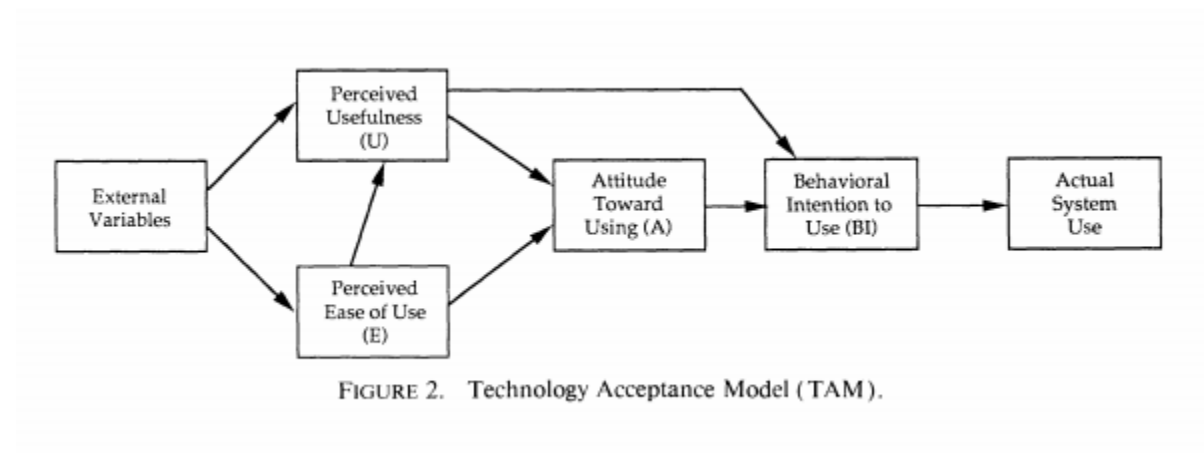 Perceived
Usefulness
(U)
External
Variables
Perceived
Ease of Use
(E)
Attitude
Toward
Using (A)
Behavioral
Intention to
Use (BI)
Actual
System
Use
FIGURE 2. Technology Acceptance Model (TAM).